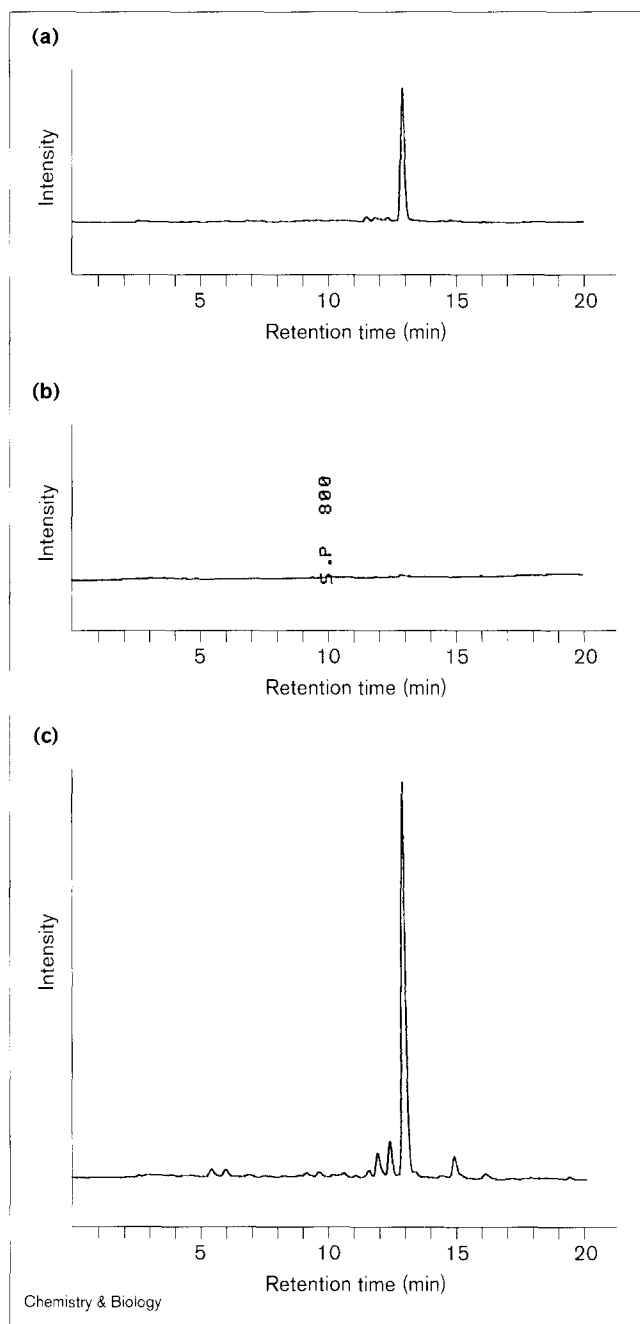 (a)
Intensity
5 10 15 20
Retention time (min)
(b)
Intensity
S.P 800
5 10 15 20
Retention time (min)
(c)
Intensity
5 10 15 20
Retention time (min)
Chemistry & Biology